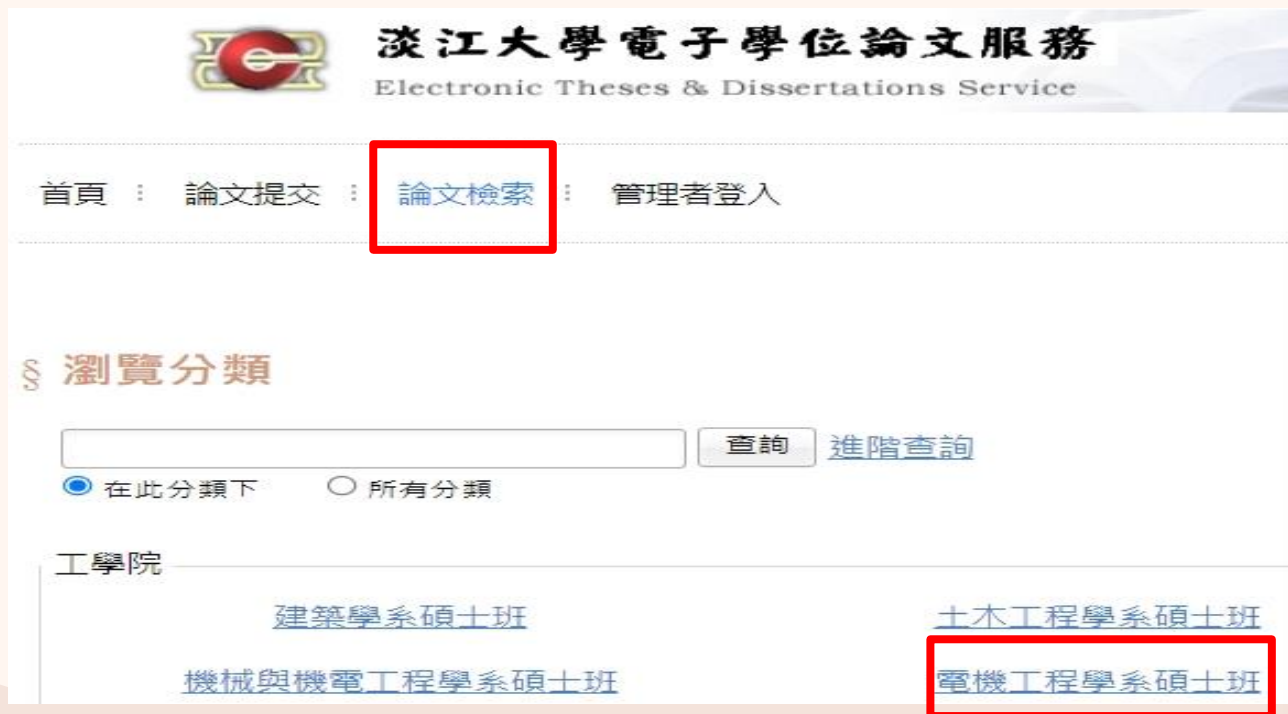 淡江大學電子學位論文服務
Electronic Theses & Dissertations Service
首頁 ⁝ 論文提交 ⁝ 論文檢索 ⁝ 管理者登入
§ 瀏覽分類
查詢 進階查詢
在此分類下 所有分類
工學院
建築學系碩士班 土木工程學系碩士班
機械與機電工程學系碩士班 電機工程學系碩士班